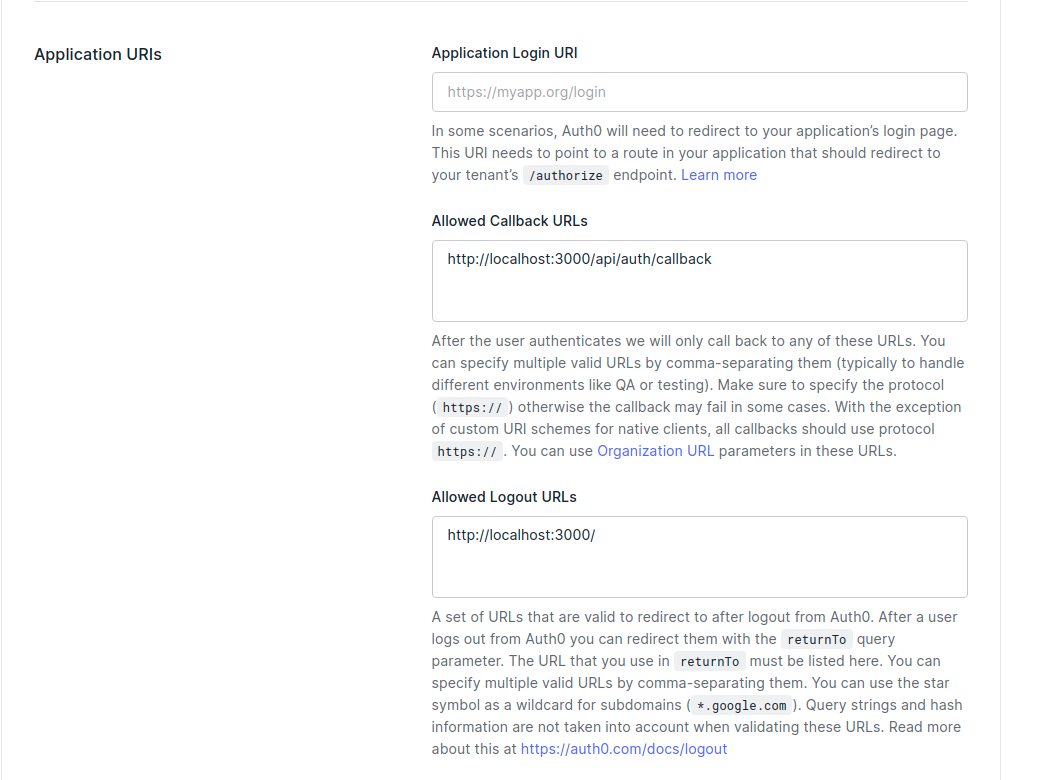 Application URIs
Application Login URI
https://myapp.org/login
In some scenarios, Auth0 will need to redirect to your application’s login page.
This URI needs to point to a route in your application that should redirect to
your tenant’s /authorize endpoint. Learn more
Allowed Callback URLs
http://localhost:3000/api/auth/callback
After the user authenticates we will only call back to any of these URLs. You
can specify multiple valid URLs by comma-separating them (typically to handle
different environments like QA or testing). Make sure to specify the protocol
( https:// ) otherwise the callback may fail in some cases. With the exception
of custom URI schemes for native clients, all callbacks should use protocol
https:// . You can use Organization URL parameters in these URLs.
Allowed Logout URLs
http://localhost:3000/
A set of URLs that are valid to redirect to after logout from Auth0. After a user
logs out from Auth0 you can redirect them with the returnTo query
parameter. The URL that you use in returnTo must be listed here. You can
specify multiple valid URLs by comma-separating them. You can use the star
symbol as a wildcard for subdomains ( *.google.com ). Query strings and hash
information are not taken into account when validating these URLs. Read more
about this at https://auth0.com/docs/logout